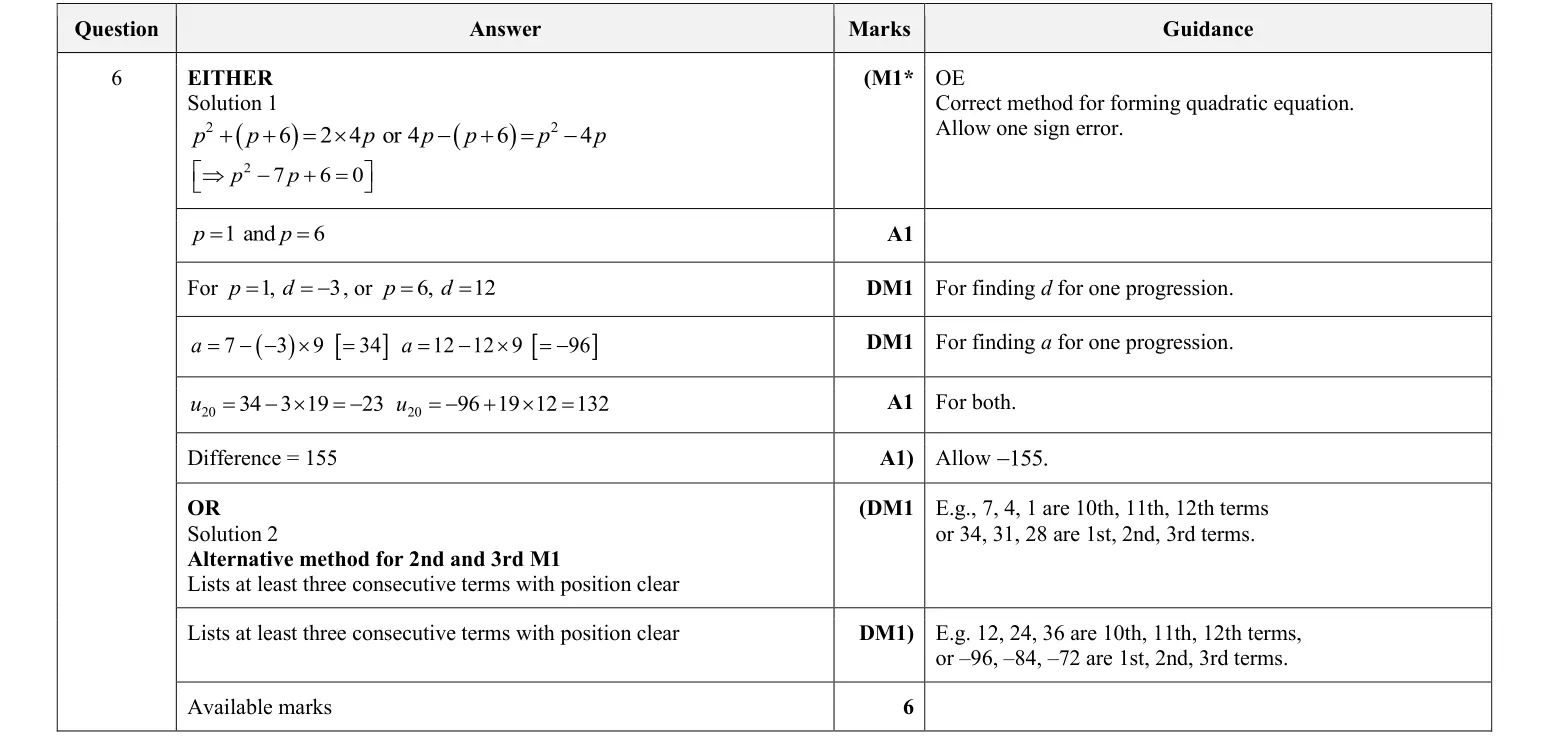 Question Answer Marks Guidance
6 EITHER (M1* OE
Solution 1 Correct method for forming quadratic equation.
p² + (p + 6) = 2 × 4p or 4p − (p + 6) = p² − 4p Allow one sign error.
[⇒ p² − 7p + 6 = 0]
p = 1 and p = 6 A1
For p = 1, d = −3, or p = 6, d = 12 DM1 For finding d for one progression.
a = 7 − (−3) × 9 [= 34] a = 12 − 12 × 9 [= −96] DM1 For finding a for one progression.
u₂₀ = 34 − 3 × 19 = −23 u₂₀ = −96 + 19 × 12 = 132 A1 For both.
Difference = 155 A1) Allow −155.
OR (DM1 E.g., 7, 4, 1 are 10th, 11th, 12th terms
Solution 2 or 34, 31, 28 are 1st, 2nd, 3rd terms.
Alternative method for 2nd and 3rd M1
Lists at least three consecutive terms with position clear
Lists at least three consecutive terms with position clear DM1) E.g. 12, 24, 36 are 10th, 11th, 12th terms,
or –96, –84, –72 are 1st, 2nd, 3rd terms.
Available marks 6